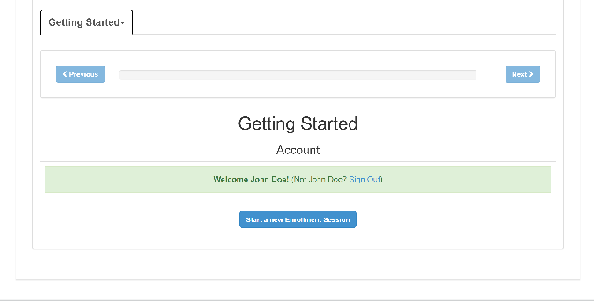 Getting Started
Previous
Next
Getting Started
Account
Welcome John Doe! (Not John Doe? Sign Out)
Start a new Enrollment Session